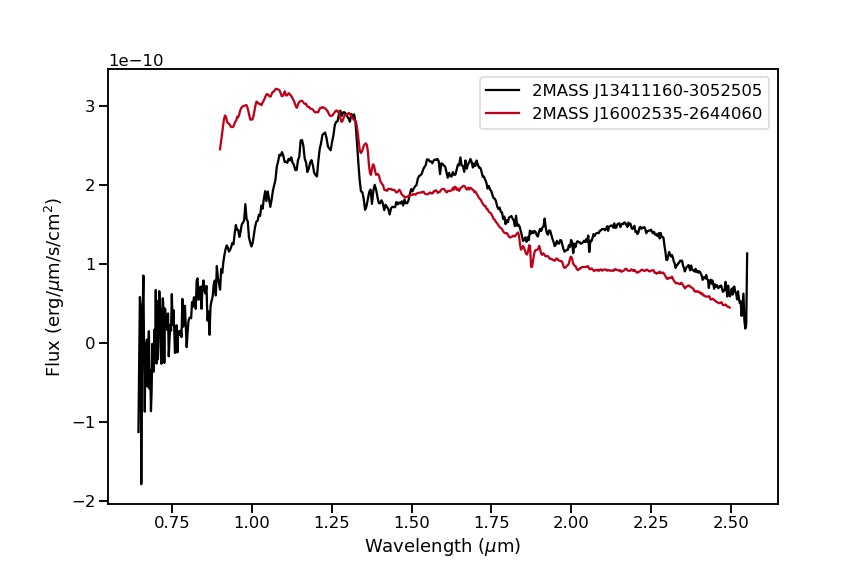 1e−10
2MASS J13411160-3052505
2MASS J16002535-2644060
Flux (erg/μm/s/cm²)
3
2
1
0
−1
−2
0.75 1.00 1.25 1.50 1.75 2.00 2.25 2.50
Wavelength (μm)